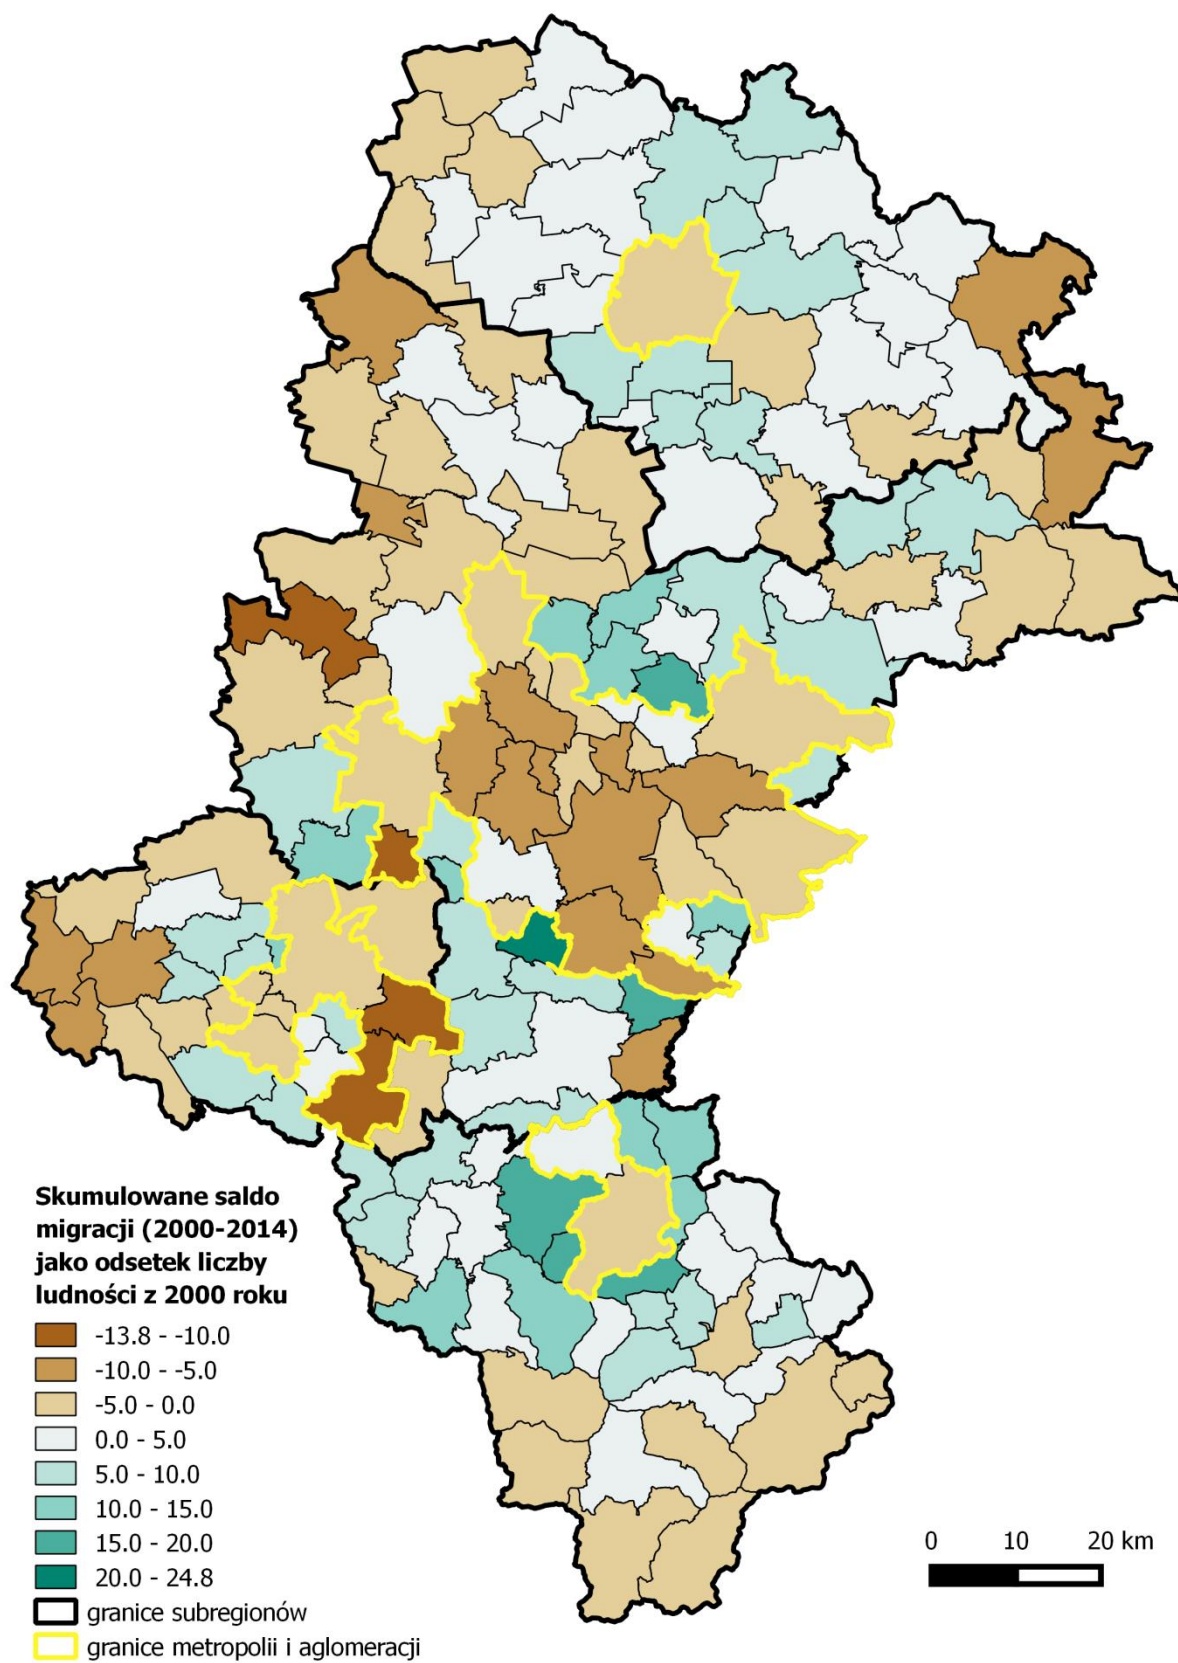 Skumulowane saldo
migracji (2000-2014)
jako odsetek liczby
ludności z 2000 roku
-13.8 - -10.0
-10.0 - -5.0
-5.0 - 0.0
0.0 - 5.0
5.0 - 10.0
10.0 - 15.0
15.0 - 20.0
20.0 - 24.8
granice subregionów
granice metropolii i aglomeracji
0 10 20 km